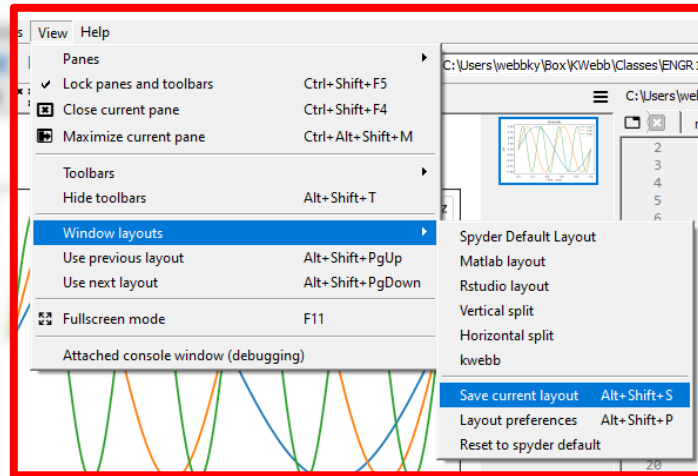 s View Help
Panes
Lock panes and toolbars Ctrl+Shift+F5
Close current pane Ctrl+Shift+F4
Maximize current pane Ctrl+Alt+Shift+M
Toolbars
Hide toolbars Alt+Shift+T
Window layouts
Use previous layout Alt+Shift+PgUp
Use next layout Alt+Shift+PgDown
Fullscreen mode F11
Attached console window (debugging)
C:\Users\webbky\Box\KWebb\Classes\ENGR
C:\Users\we
2
3
4
5
6
z
Spyder Default Layout
Matlab layout
Rstudio layout
Vertical split
Horizontal split
kwebb
Save current layout Alt+Shift+S
Layout preferences Alt+Shift+P
Reset to spyder default
20